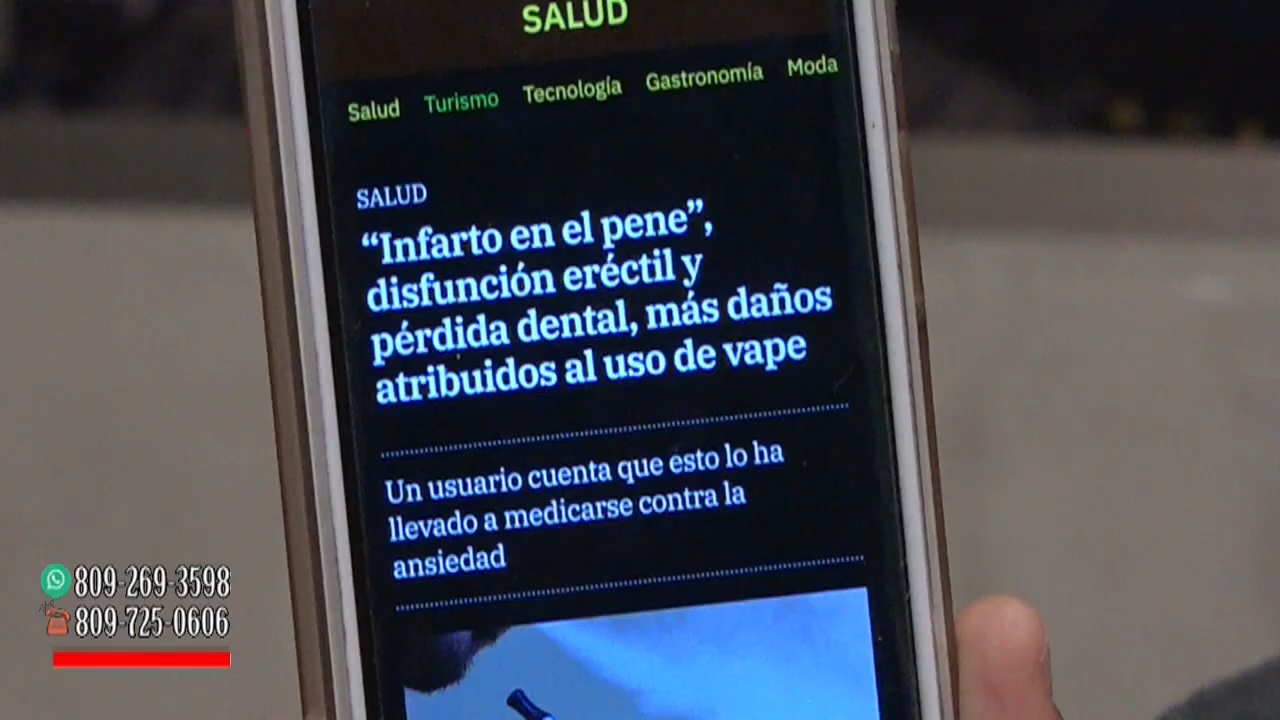 SALUD
Salud Turismo Tecnología Gastronomía Moda
SALUD
“Infarto en el pene”,
disfunción eréctil y
pérdida dental, más daños
atribuidos al uso de vape
Un usuario cuenta que esto lo ha
llevado a medicarse contra la
ansiedad
809-269-3598
809-725-0606